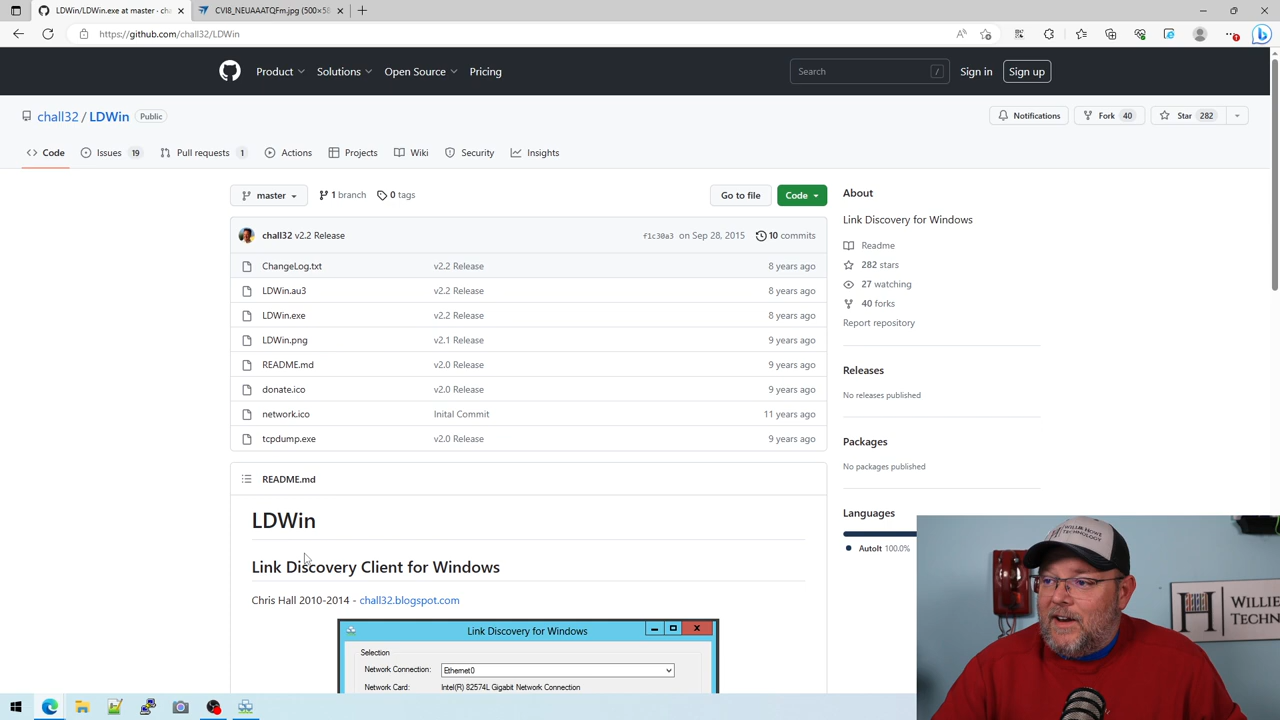 LDWin/LDWin.exe at master · cha
CVI8_NEUAAATQFm.jpg (500×58
https://github.com/chall32/LDWin
Product
Solutions
Open Source
Pricing
Search
/
Sign in
Sign up
chall32 / LDWin
Public
Notifications
Fork 40
Star 282
Code
Issues 19
Pull requests 1
Actions
Projects
Wiki
Security
Insights
master
1 branch
0 tags
Go to file
Code
About
Link Discovery for Windows
chall32 v2.2 Release
f1c30a3 on Sep 28, 2015
10 commits
Readme
ChangeLog.txt
v2.2 Release
8 years ago
282 stars
LDWin.au3
v2.2 Release
8 years ago
27 watching
LDWin.exe
v2.2 Release
8 years ago
40 forks
Report repository
LDWin.png
v2.1 Release
9 years ago
README.md
v2.0 Release
9 years ago
Releases
donate.ico
v2.0 Release
9 years ago
No releases published
network.ico
Inital Commit
11 years ago
tcpdump.exe
v2.0 Release
9 years ago
Packages
No packages published
README.md
Languages
AutoIt 100.0%
LDWin
Link Discovery Client for Windows
Chris Hall 2010-2014 - chall32.blogspot.com
Link Discovery for Windows
Selection
Network Connection:
Ethernet0
Network Card:
Intel(R) 82574L Gigabit Network Connection
WILLIE HOWE
TECHNOLOGY
WILLIE
TECHN